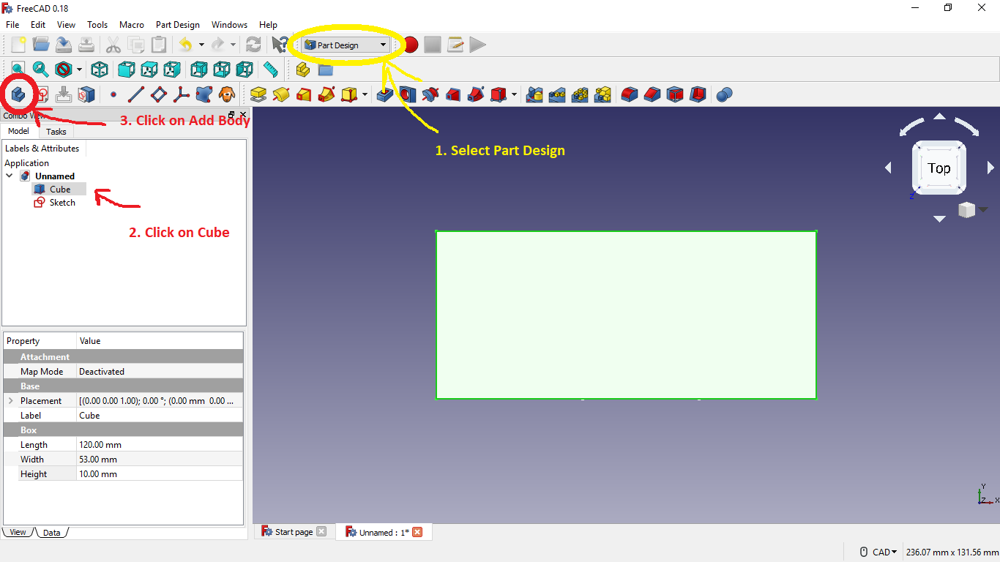 FreeCAD 0.18
File Edit View Tools Macro Part Design Windows Help
Part Design
Combo View
3. Click on Add Body
Model Tasks
1. Select Part Design
Labels & Attributes
Application
Unnamed
Cube
Sketch
2. Click on Cube
Top
Z
Property Value
Attachment
Map Mode Deactivated
Base
Placement [(0.00 0.00 1.00); 0.00 °; (0.00 mm 0.00 ...
Label Cube
Box
Length 120.00 mm
Width 53.00 mm
Height 10.00 mm
Y
Z X
View Data
Start page Unnamed : 1*
CAD 236.07 mm x 131.56 mm